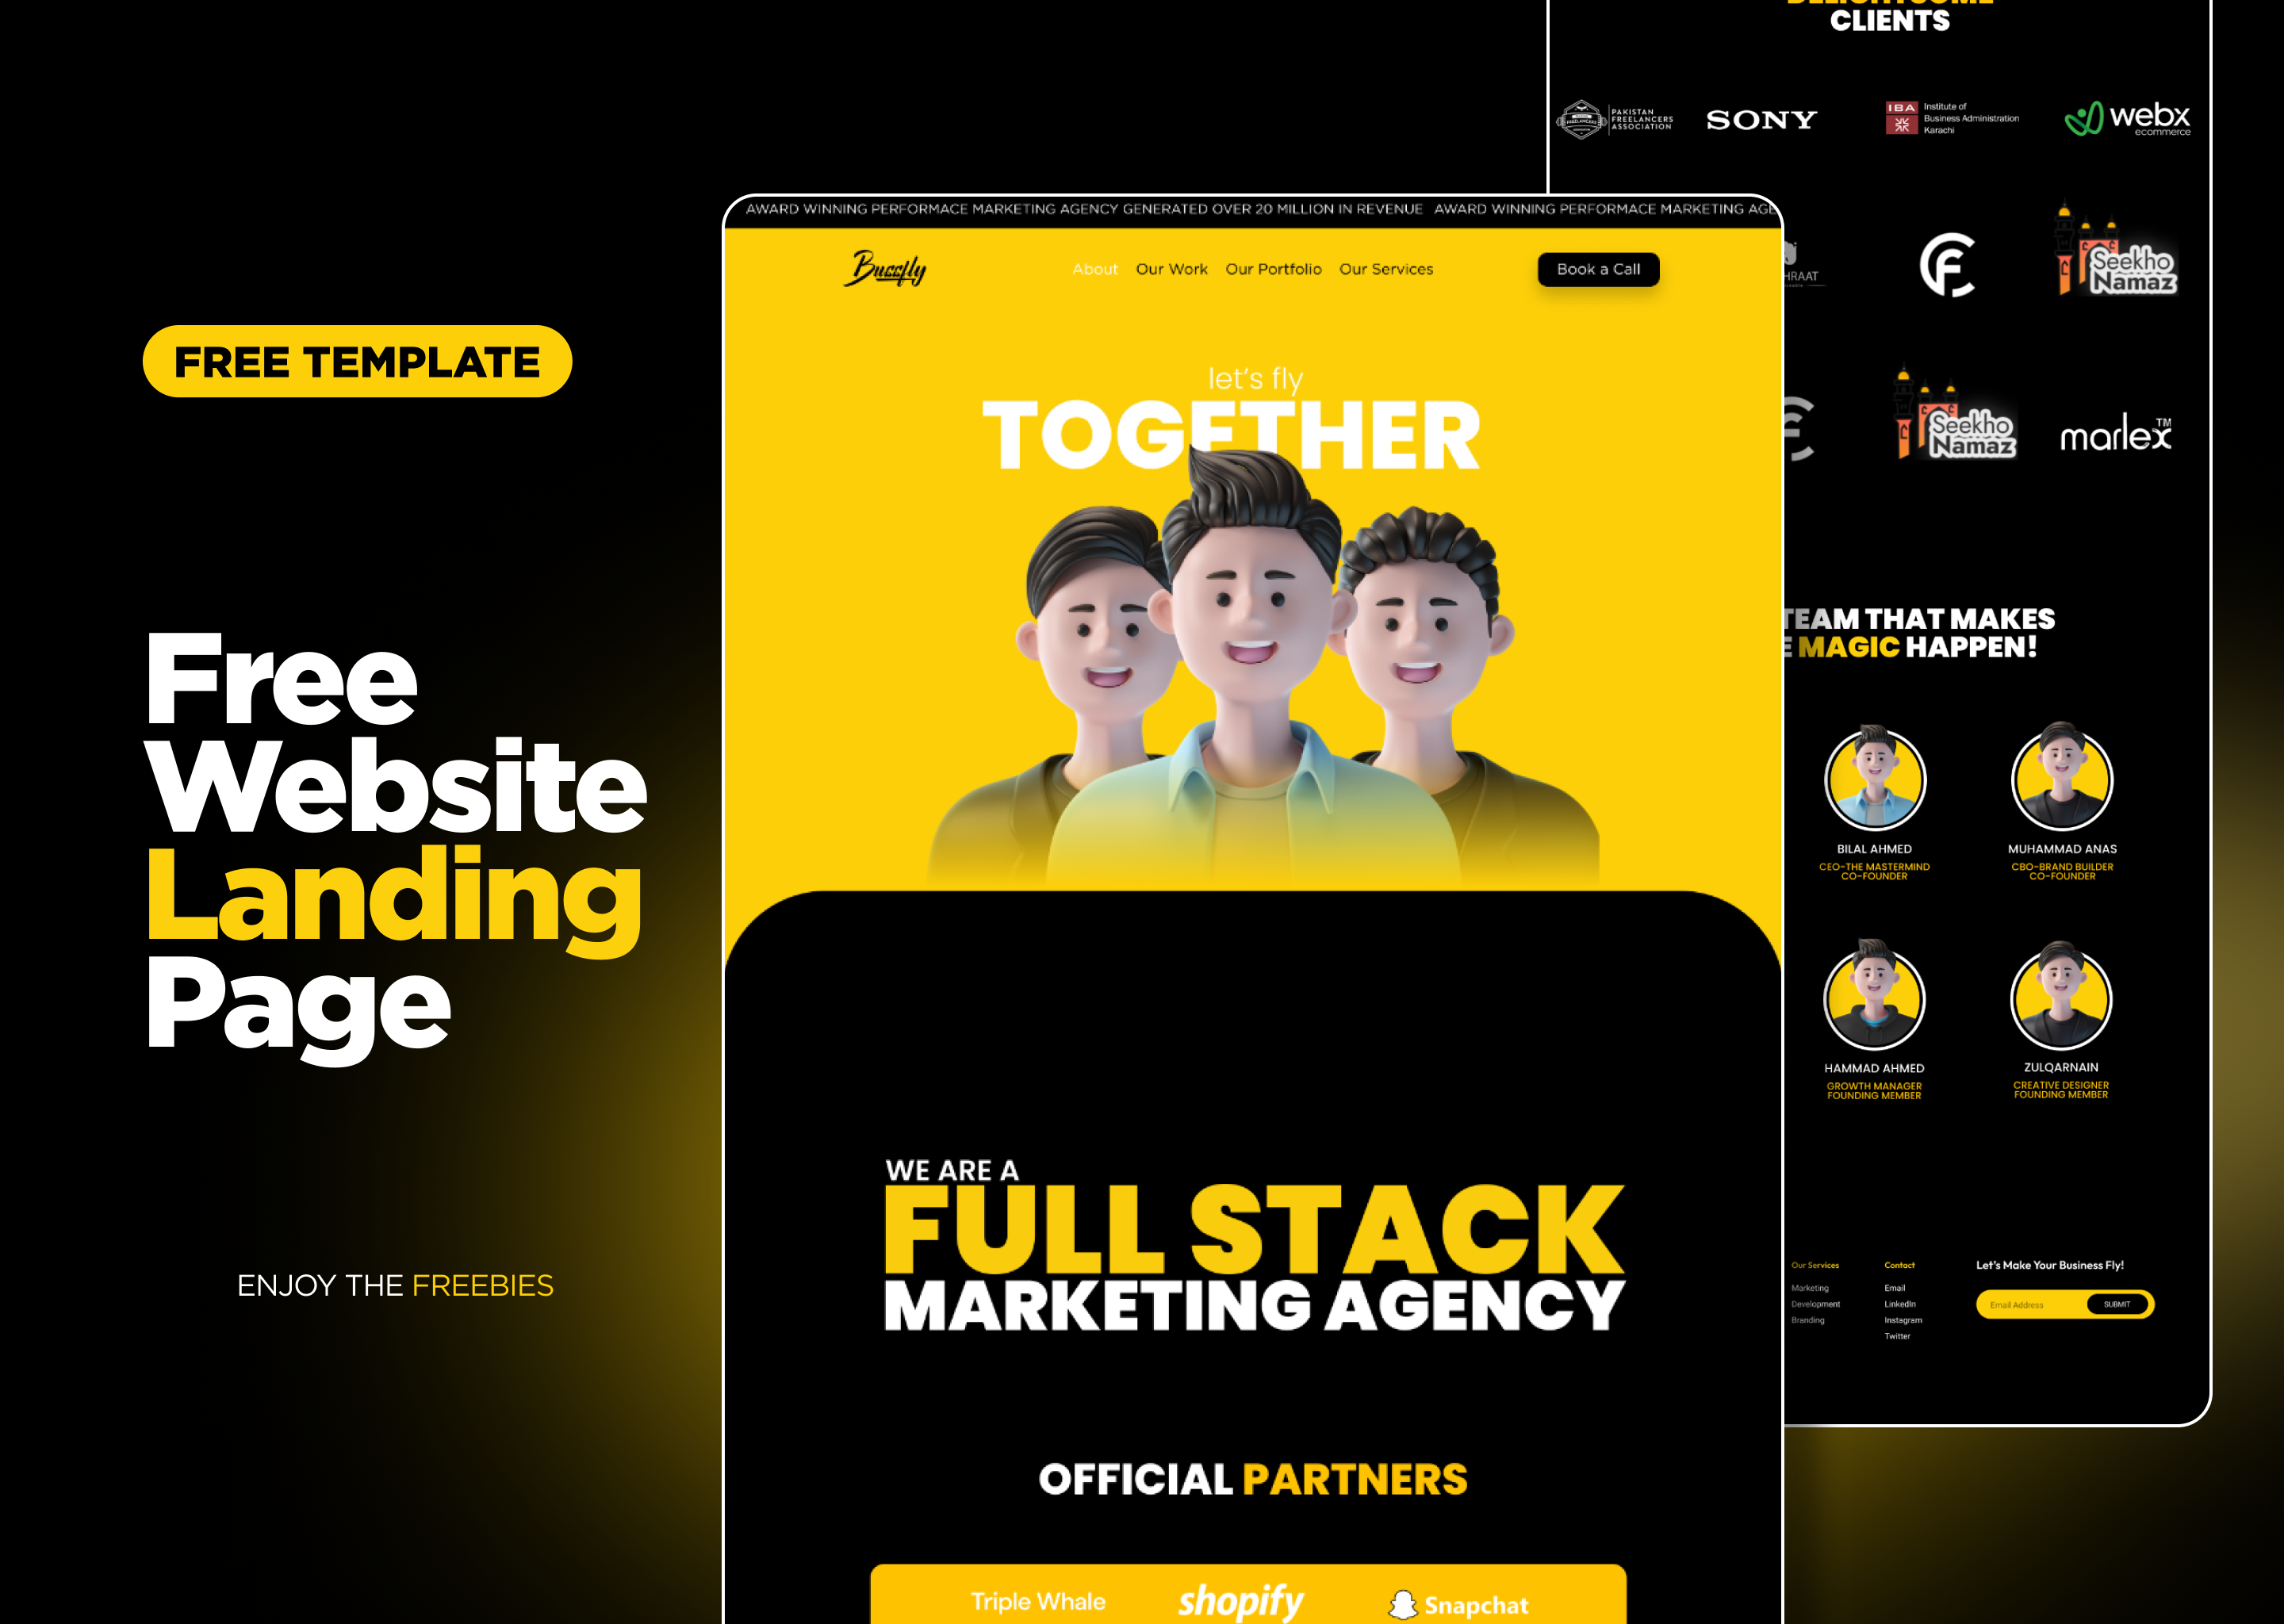 FREE TEMPLATE
Free
Website
Landing
Page
ENJOY THE FREEBIES
AWARD WINNING PERFORMACE MARKETING AGENCY GENERATED OVER 20 MILLION IN REVENUE AWARD WINNING PERFORMACE MARKETING AGE
Buzzfly
About Our Work Our Portfolio Our Services
Book a Call
let's fly
TOGETHER
WE ARE A
FULL STACK
MARKETING AGENCY
OFFICIAL PARTNERS
Triple Whale shopify Snapchat
CLIENTS
PAKISTAN
FREELANCERS
ASSOCIATION
SONY
IBA
Institute of
Business Administration
Karachi
webx
ecommerce
HRAAT
CF
Seekho
Namaz
Seekho
Namaz
marlex™
TEAM THAT MAKES
E MAGIC HAPPEN!
BILAL AHMED
CEO-THE MASTERMIND
CO-FOUNDER
MUHAMMAD ANAS
CBO-BRAND BUILDER
CO-FOUNDER
HAMMAD AHMED
GROWTH MANAGER
FOUNDING MEMBER
ZULQARNAIN
CREATIVE DESIGNER
FOUNDING MEMBER
Our Services
Marketing
Development
Branding
Contact
Email
LinkedIn
Instagram
Twitter
Let's Make Your Business Fly!
Email Address
SUBMIT